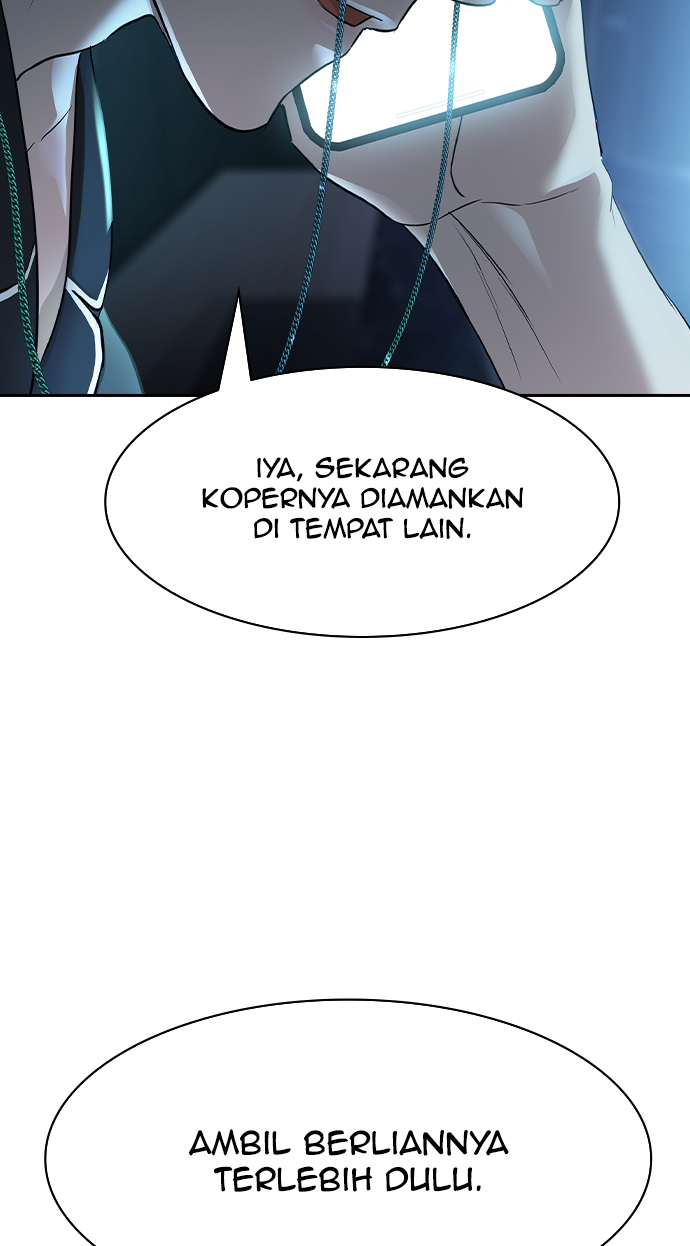 IYA, SEKARANG
KOPERNYA DIAMANKAN
DI TEMPAT LAIN.
AMBIL BERLIANNYA
TERLEBIH DULU.